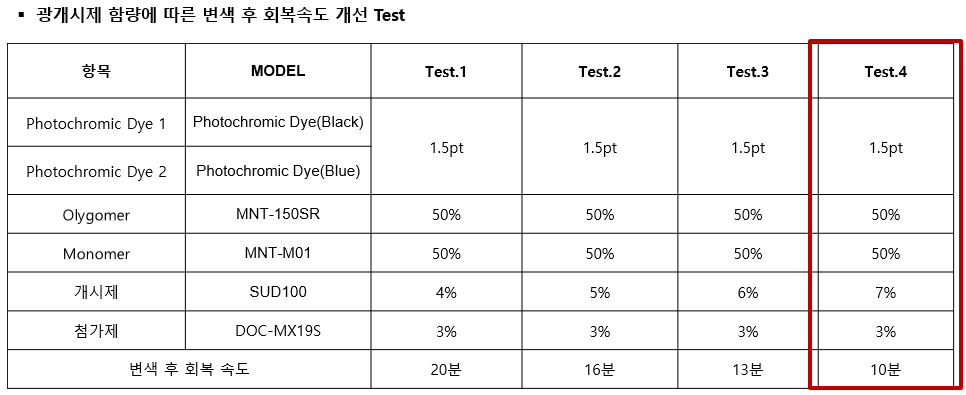 ▪ 광개시제 함량에 따른 변색 후 회복속도 개선 Test
항목 MODEL Test.1 Test.2 Test.3 Test.4
Photochromic Dye 1 Photochromic Dye(Black) 1.5pt 1.5pt 1.5pt 1.5pt
Photochromic Dye 2 Photochromic Dye(Blue)
Olygomer MNT-150SR 50% 50% 50% 50%
Monomer MNT-M01 50% 50% 50% 50%
개시제 SUD100 4% 5% 6% 7%
첨가제 DOC-MX19S 3% 3% 3% 3%
변색 후 회복 속도 20분 16분 13분 10분